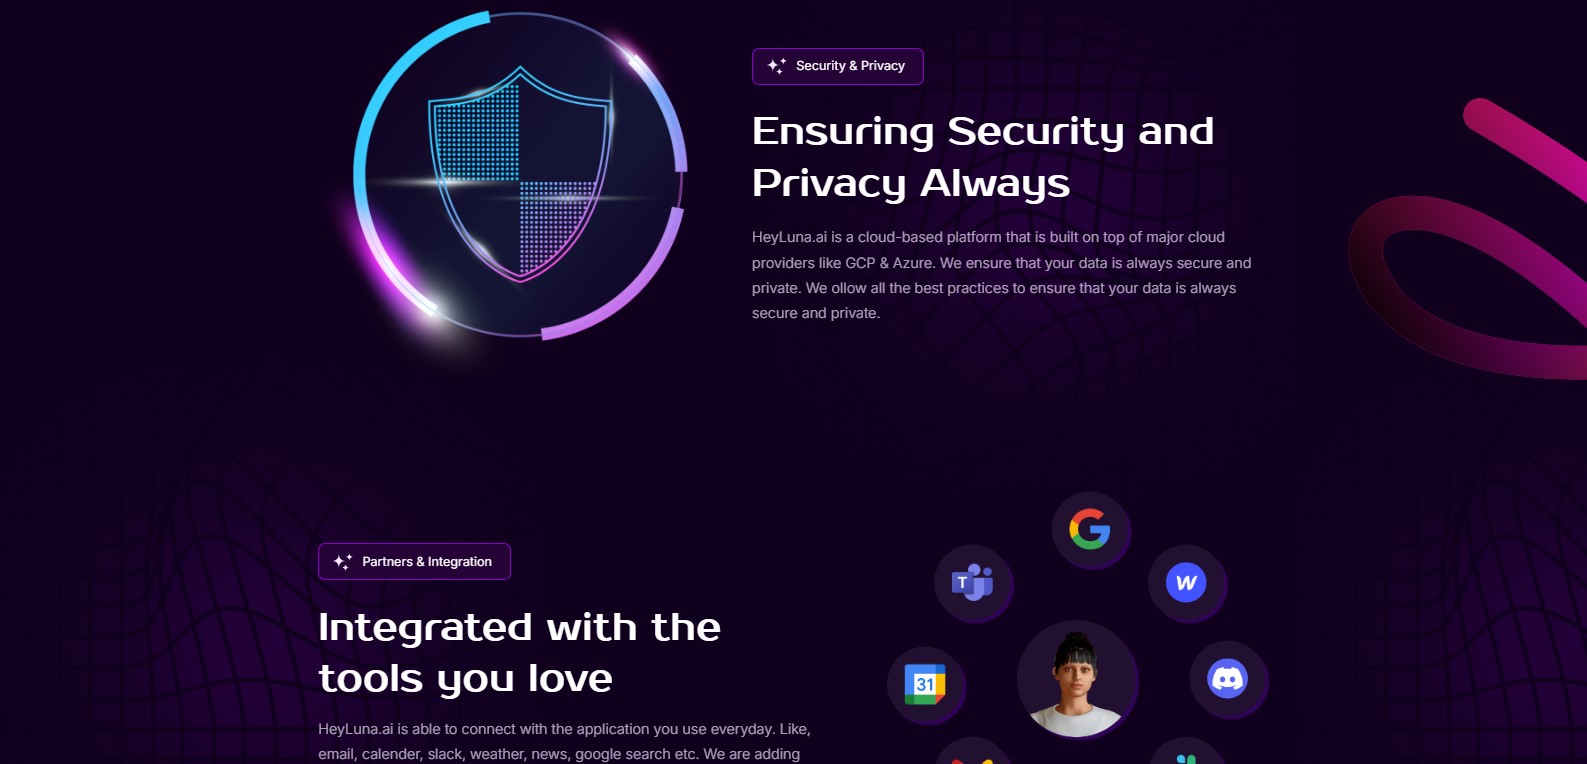 Security & Privacy
Ensuring Security and
Privacy Always
HeyLuna.ai is a cloud-based platform that is built on top of major cloud
providers like GCP & Azure. We ensure that your data is always secure and
private. We ollow all the best practices to ensure that your data is always
secure and private.
Partners & Integration
Integrated with the
tools you love
HeyLuna.ai is able to connect with the application you use everyday. Like,
email, calender, slack, weather, news, google search etc. We are adding
G
T
W
31